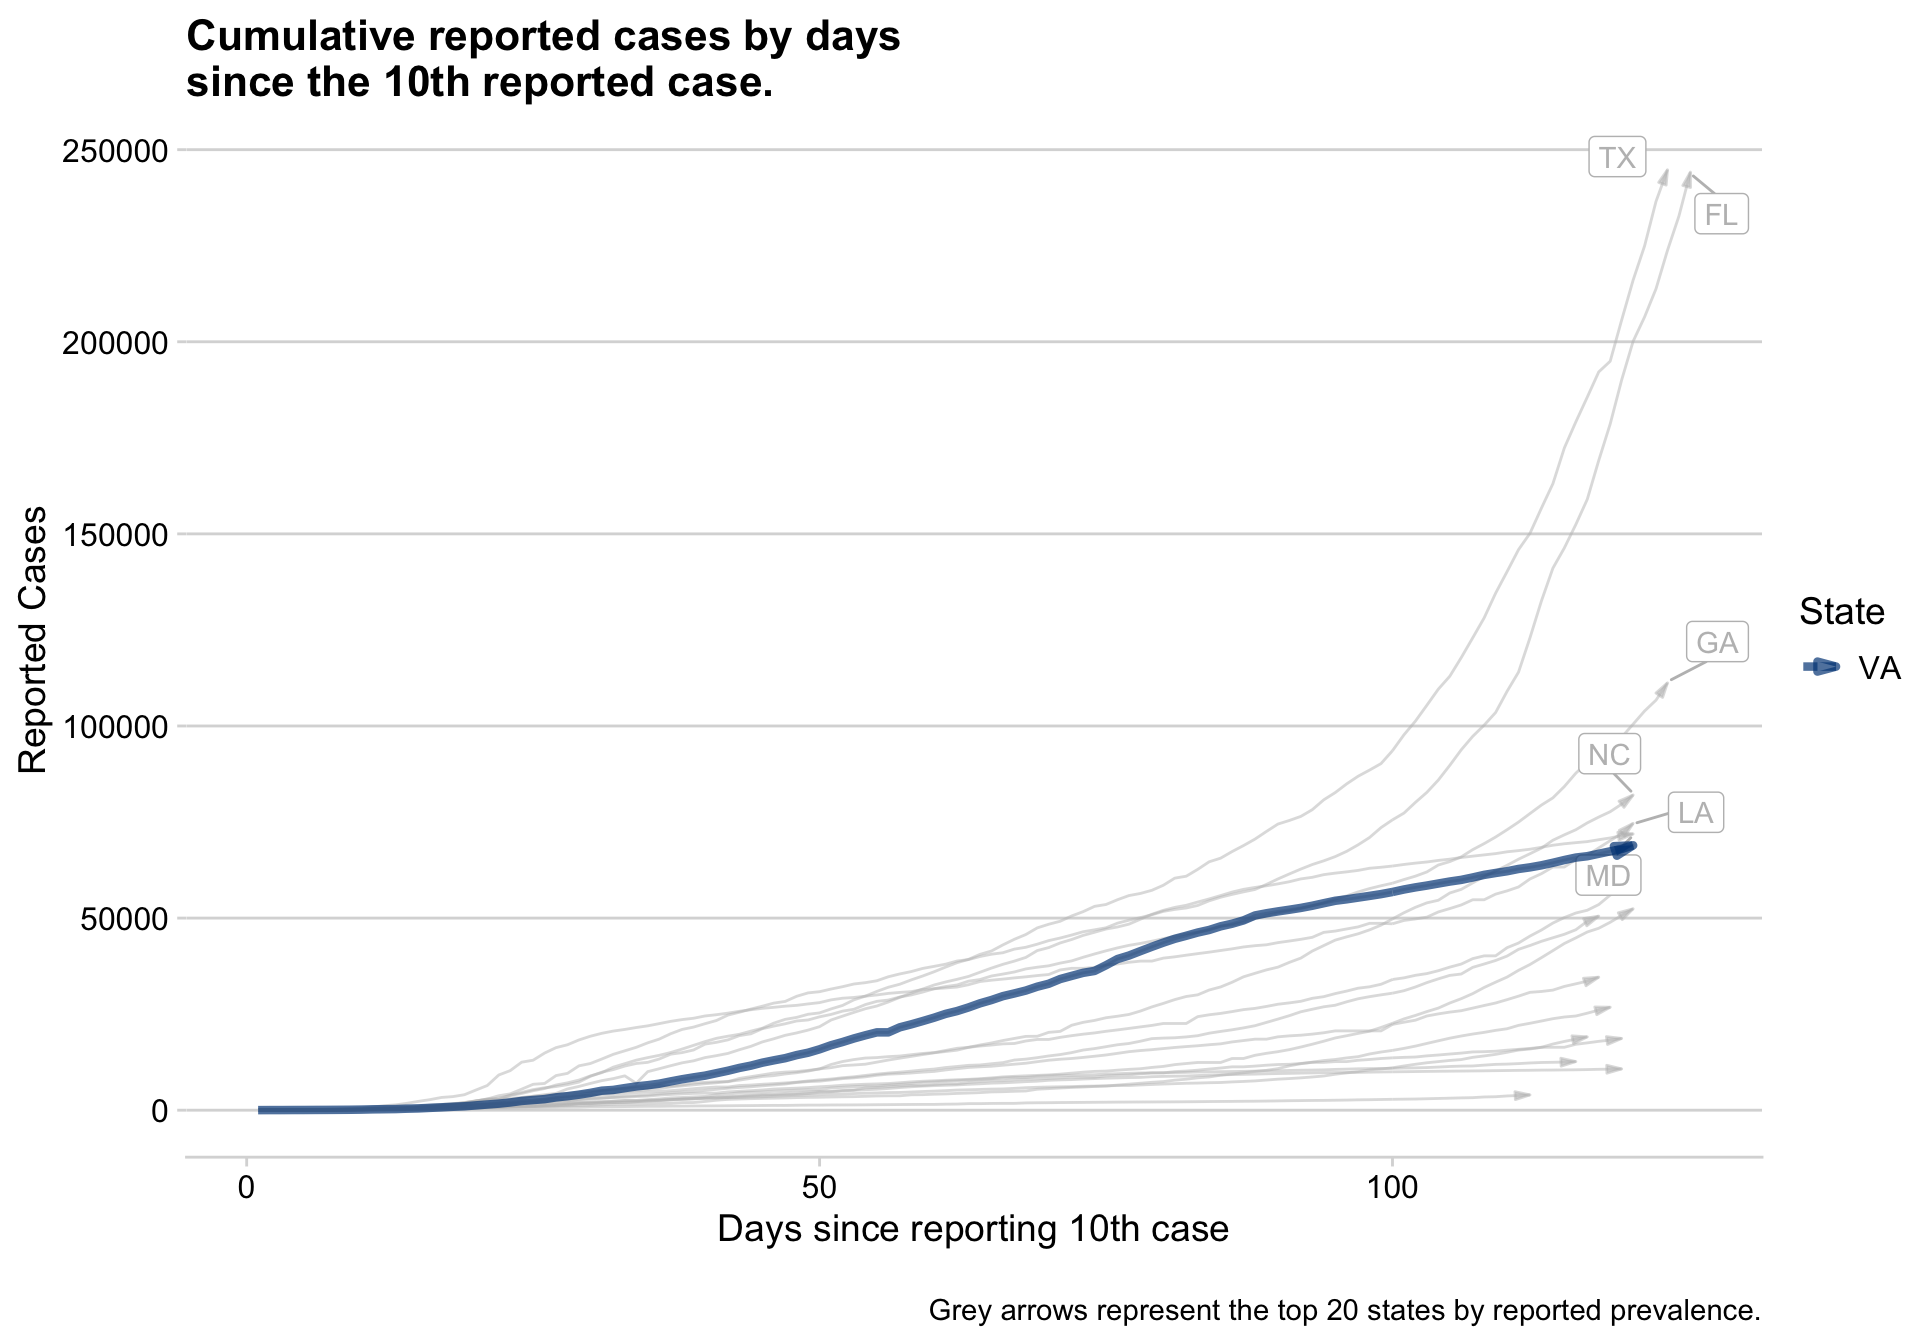 Cumulative reported cases by days
since the 10th reported case.
250000
200000
150000
100000
50000
0
Reported Cases
TX
FL
GA
NC
LA
MD
State
VA
0
50
100
Days since reporting 10th case
Grey arrows represent the top 20 states by reported prevalence.